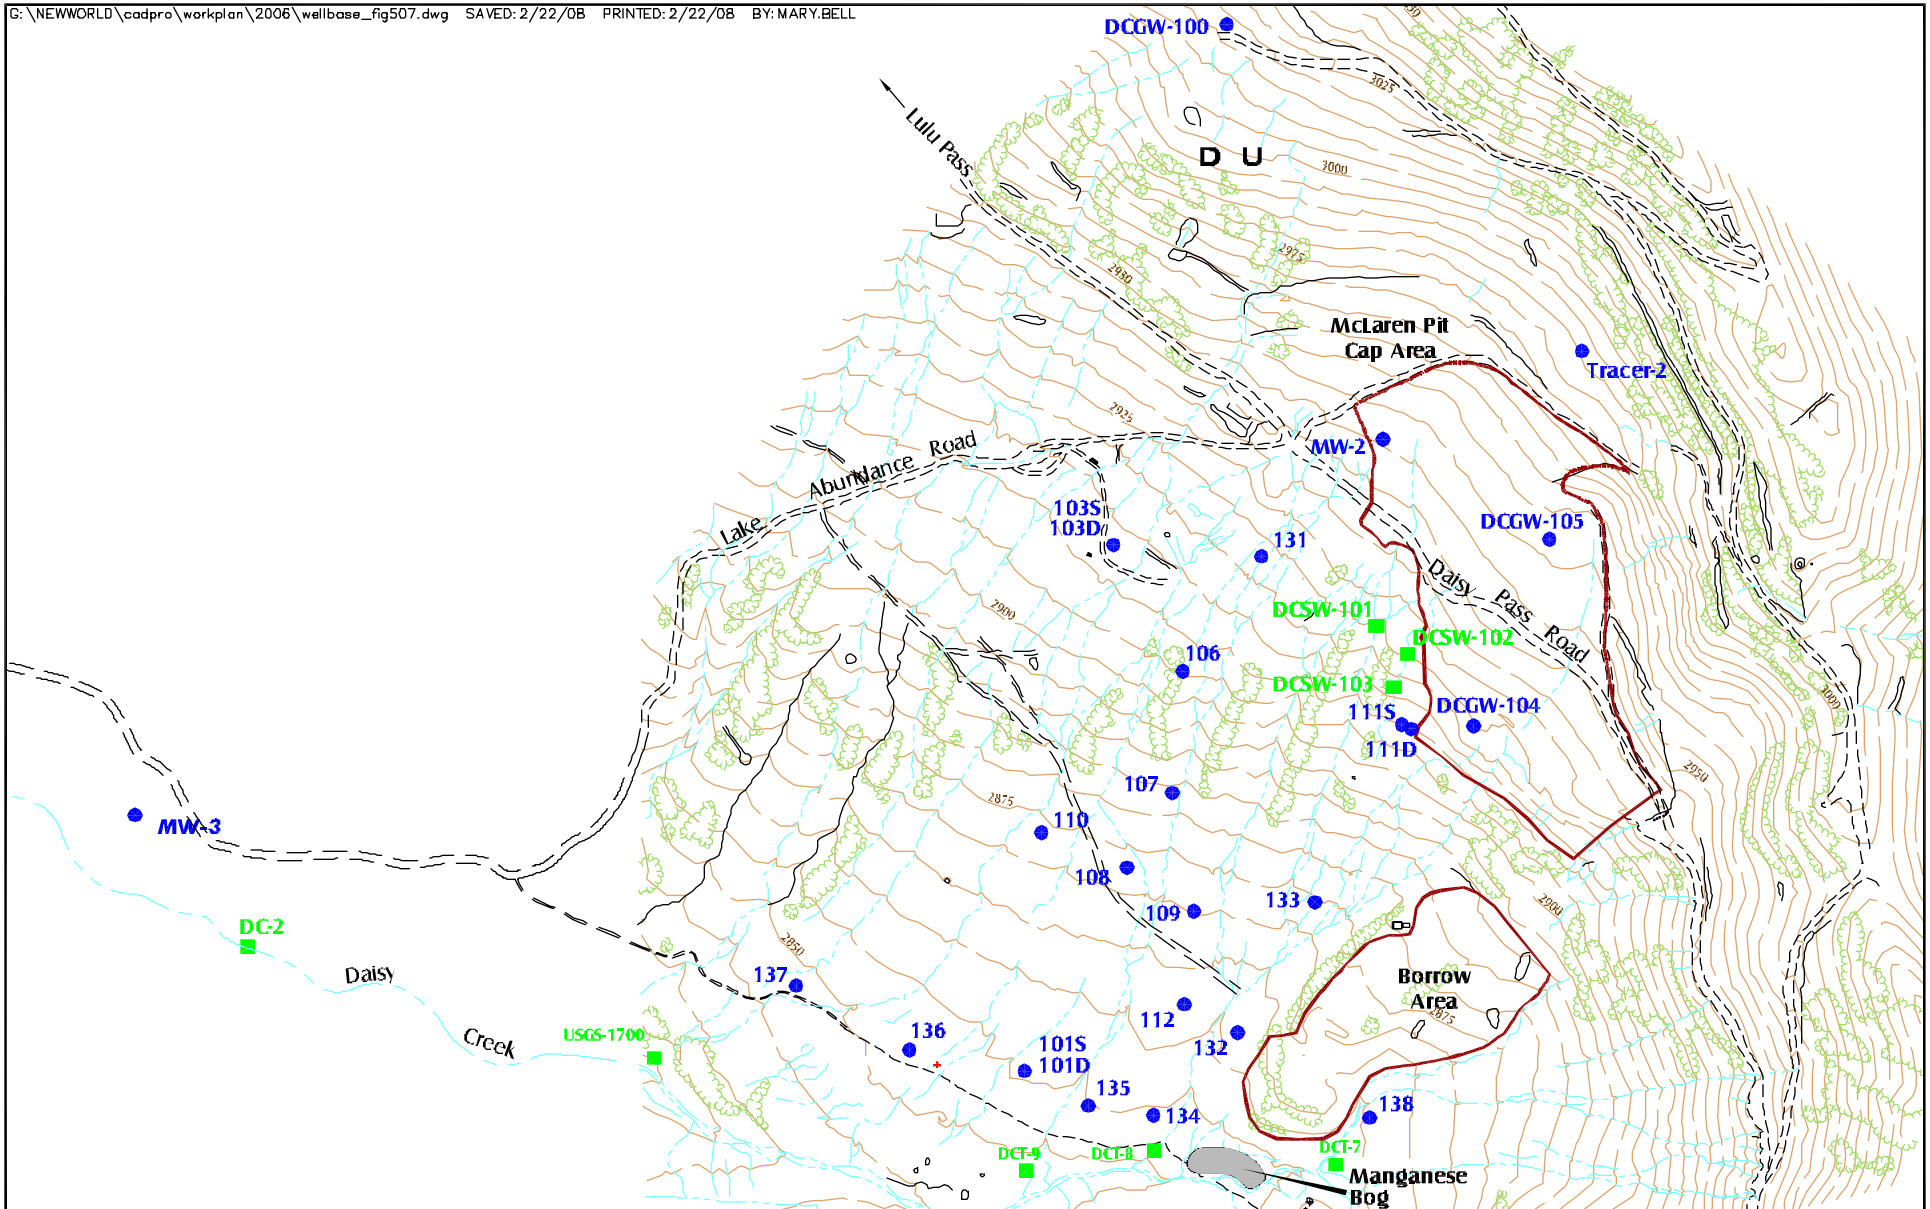 G: \NEWWORLD\cadpro\workplan\2006\wellbase_fig507.dwg SAVED: 2/22/08 PRINTED: 2/22/08 BY: MARY.BELL
DCGW-100
3025
Lulu Pass
D U
3000
2975
2950
McLaren Pit
Cap Area
Tracer-2
2925
MW-2
Lake Abundance Road
103S
103D
131
DCGW-105
Daisy Pass Road
2900
DCSW-101
DCSW-102
106
DCSW-103
111S
DCGW-104
111D
3000
2950
107
2875
110
MW-3
108
109
133
2900
DC-2
2850
137
Borrow
Area
2875
Daisy
Creek
USGS-1700
136
112
132
101S
101D
135
134
138
DCT-9
DCT-8
DCT-7
Manganese
Bog